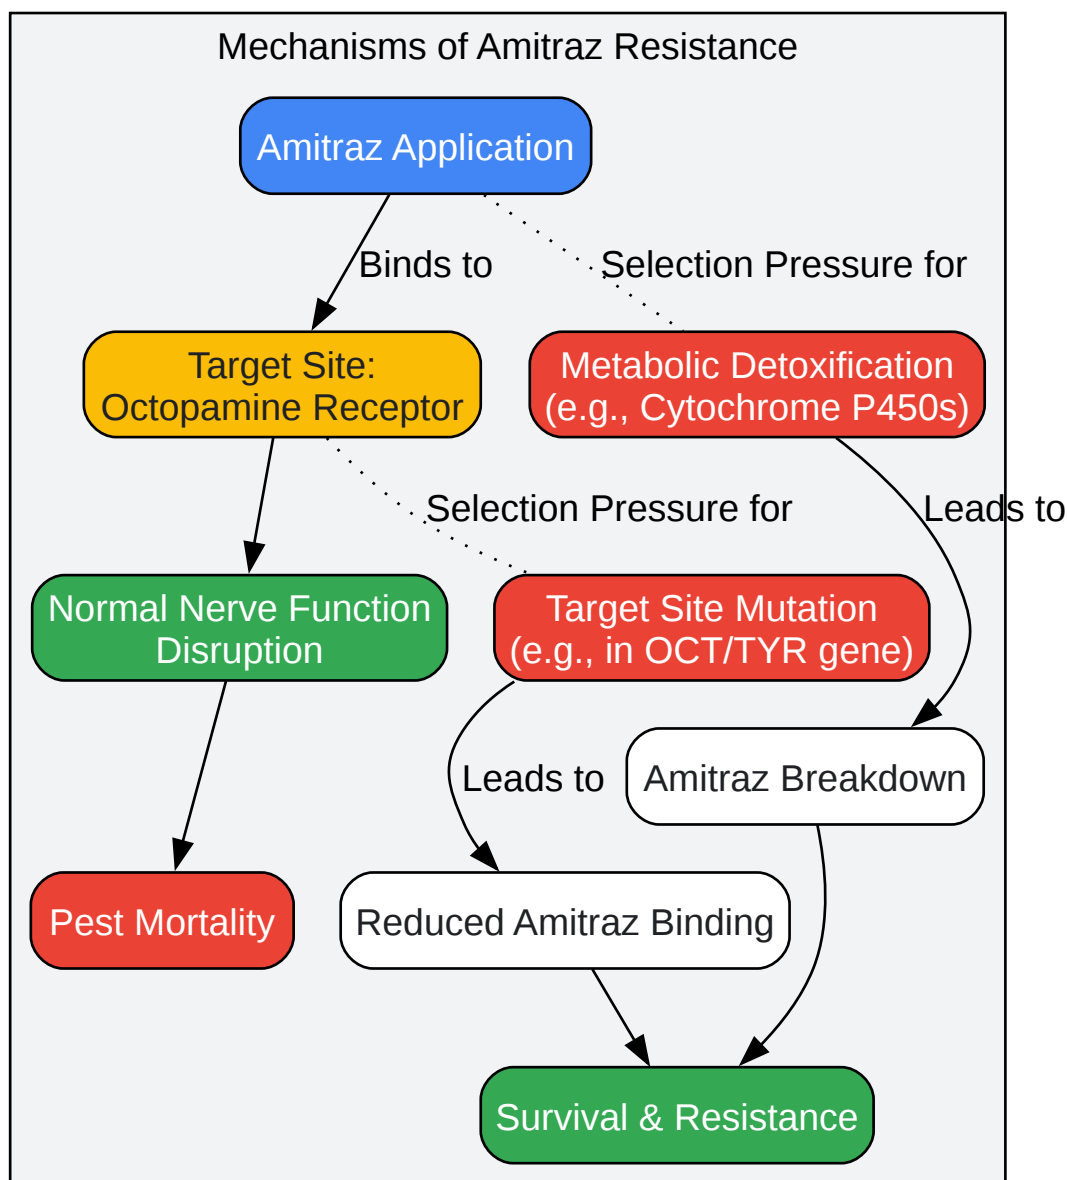 Mechanisms of Amitraz Resistance
Amitraz Application
Binds to
Selection Pressure for
Target Site:
Octopamine Receptor
Metabolic Detoxification
(e.g., Cytochrome P450s)
Selection Pressure for
Leads to
Normal Nerve Function
Disruption
Target Site Mutation
(e.g., in OCT/TYR gene)
Leads to
Amitraz Breakdown
Pest Mortality
Reduced Amitraz Binding
Survival & Resistance